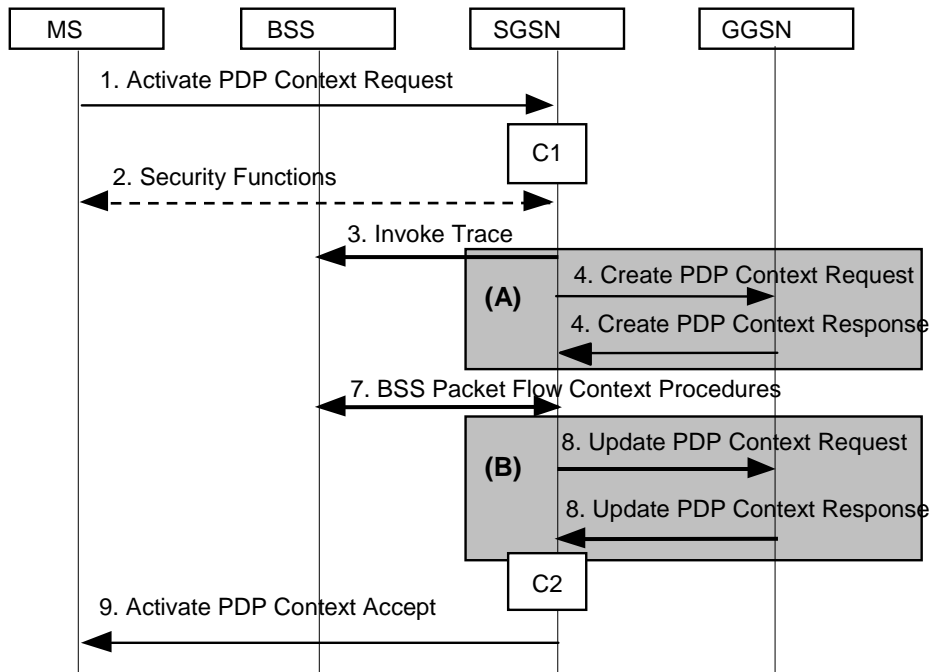 MS
BSS
SGSN
GGSN
1. Activate PDP Context Request
C1
2. Security Functions
3. Invoke Trace
(A)
4. Create PDP Context Request
4. Create PDP Context Response
7. BSS Packet Flow Context Procedures
(B)
8. Update PDP Context Request
8. Update PDP Context Response
C2
9. Activate PDP Context Accept